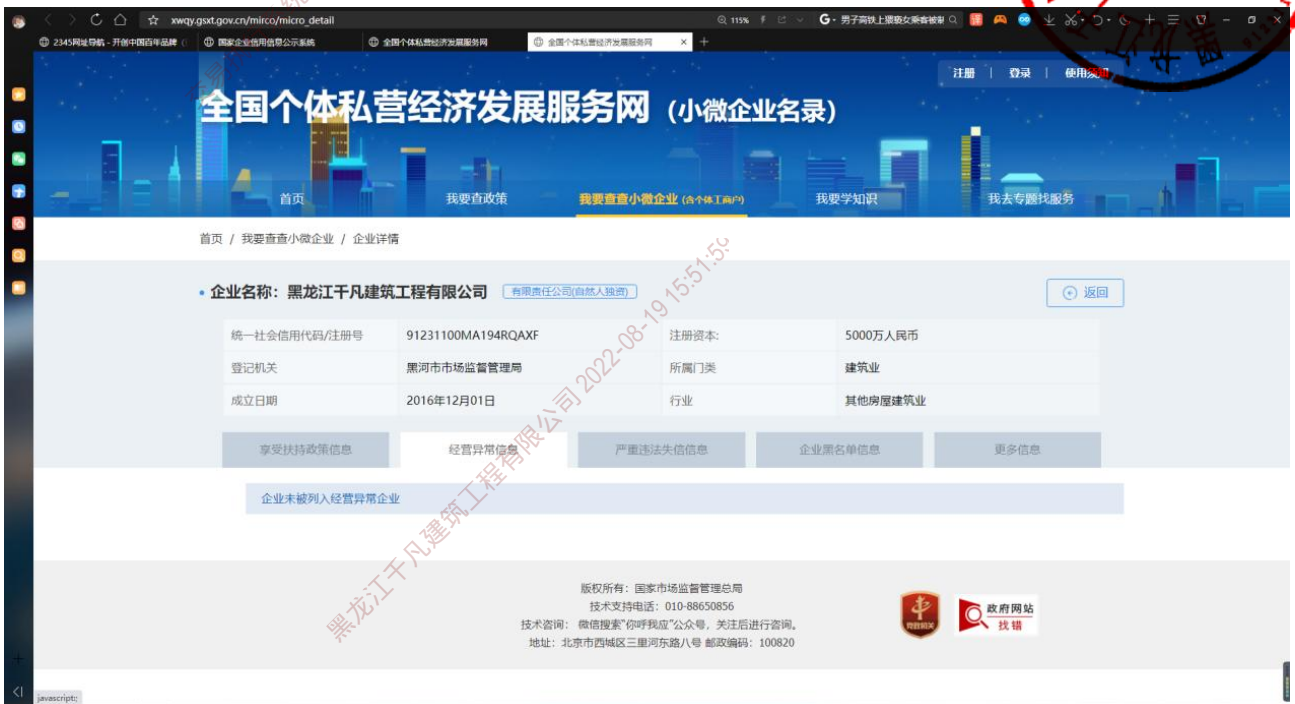 xwqy.gsxt.gov.cn/mirco/micro_detail
115%
2345网址导航 - 开创中国百年品牌
国家企业信用信息公示系统
全国个体私营经济发展服务网
全国个体私营经济发展服务网
注册 | 登录 | 使用须知
全国个体私营经济发展服务网 (小微企业名录)
首页
我要查政策
我要查查小微企业 (含个体工商户)
我要学知识
我去专题找服务
首页 / 我要查查小微企业 / 企业详情
企业名称：黑龙江千凡建筑工程有限公司 有限责任公司(自然人独资) 返回
统一社会信用代码/注册号 91231100MA194RQAXF 注册资本: 5000万人民币
登记机关 黑河市市场监督管理局 所属门类 建筑业
成立日期 2016年12月01日 行业 其他房屋建筑业
享受扶持政策信息 经营异常信息 严重违法失信信息 企业黑名单信息 更多信息
企业未被列入经营异常企业
黑龙江千凡建筑工程有限公司 2022-08-19 15:51:59
版权所有：国家市场监督管理总局
技术支持电话：010-88650856
技术咨询： 微信搜索"你呼我应"公众号，关注后进行咨询。
地址：北京市西城区三里河东路八号 邮政编码：100820
党政机关
政府网站
找错
javascript:;